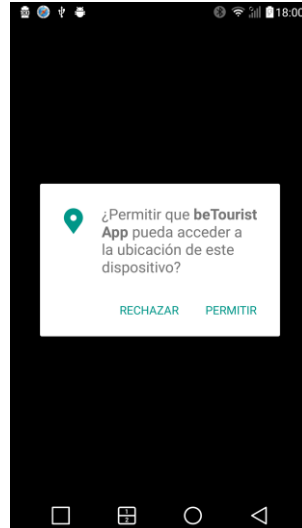 18:00
¿Permitir que beTourist
App pueda acceder a
la ubicación de este
dispositivo?
RECHAZAR PERMITIR